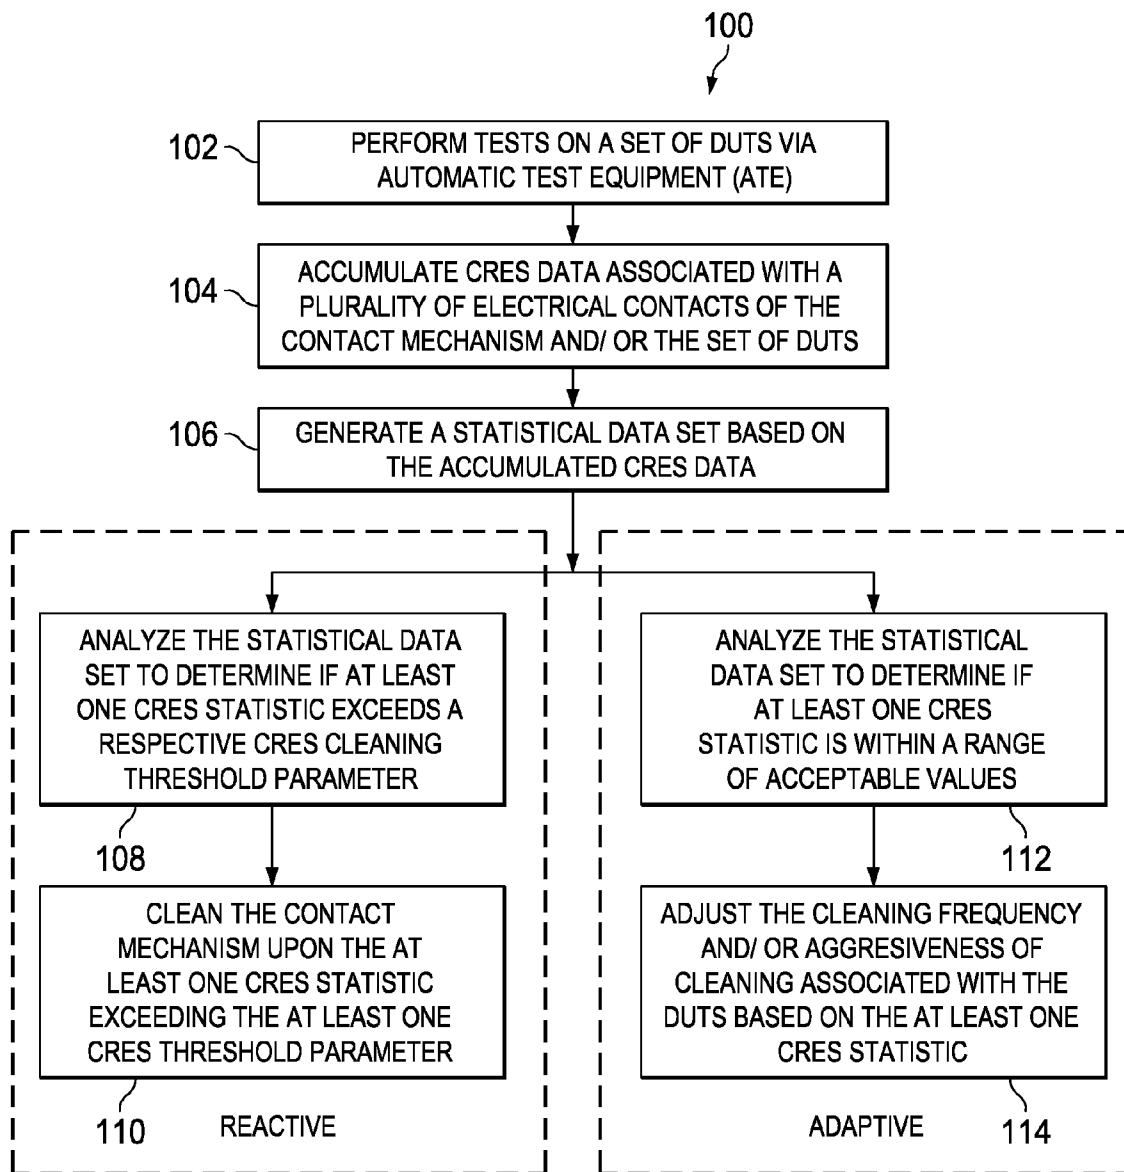 100
102
PERFORM TESTS ON A SET OF DUTS VIA
AUTOMATIC TEST EQUIPMENT (ATE)
104
ACCUMULATE CRES DATA ASSOCIATED WITH A
PLURALITY OF ELECTRICAL CONTACTS OF THE
CONTACT MECHANISM AND/ OR THE SET OF DUTS
106
GENERATE A STATISTICAL DATA SET BASED ON
THE ACCUMULATED CRES DATA
ANALYZE THE STATISTICAL DATA
SET TO DETERMINE IF AT LEAST
ONE CRES STATISTIC EXCEEDS A
RESPECTIVE CRES CLEANING
THRESHOLD PARAMETER
108
CLEAN THE CONTACT
MECHANISM UPON THE AT
LEAST ONE CRES STATISTIC
EXCEEDING THE AT LEAST ONE
CRES THRESHOLD PARAMETER
110
REACTIVE
ANALYZE THE STATISTICAL
DATA SET TO DETERMINE IF
AT LEAST ONE CRES
STATISTIC IS WITHIN A RANGE
OF ACCEPTABLE VALUES
112
ADJUST THE CLEANING FREQUENCY
AND/ OR AGGRESIVENESS OF
CLEANING ASSOCIATED WITH THE
DUTS BASED ON THE AT LEAST ONE
CRES STATISTIC
114
ADAPTIVE